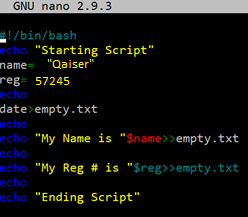 GNU nano 2.9.3
#!/bin/bash
echo "Starting Script"
name= "Qaiser"
reg= 57245
echo
date>empty.txt
echo
echo "My Name is "$name>>empty.txt
echo
echo "My Reg # is "$reg>>empty.txt
echo
echo "Ending Script"